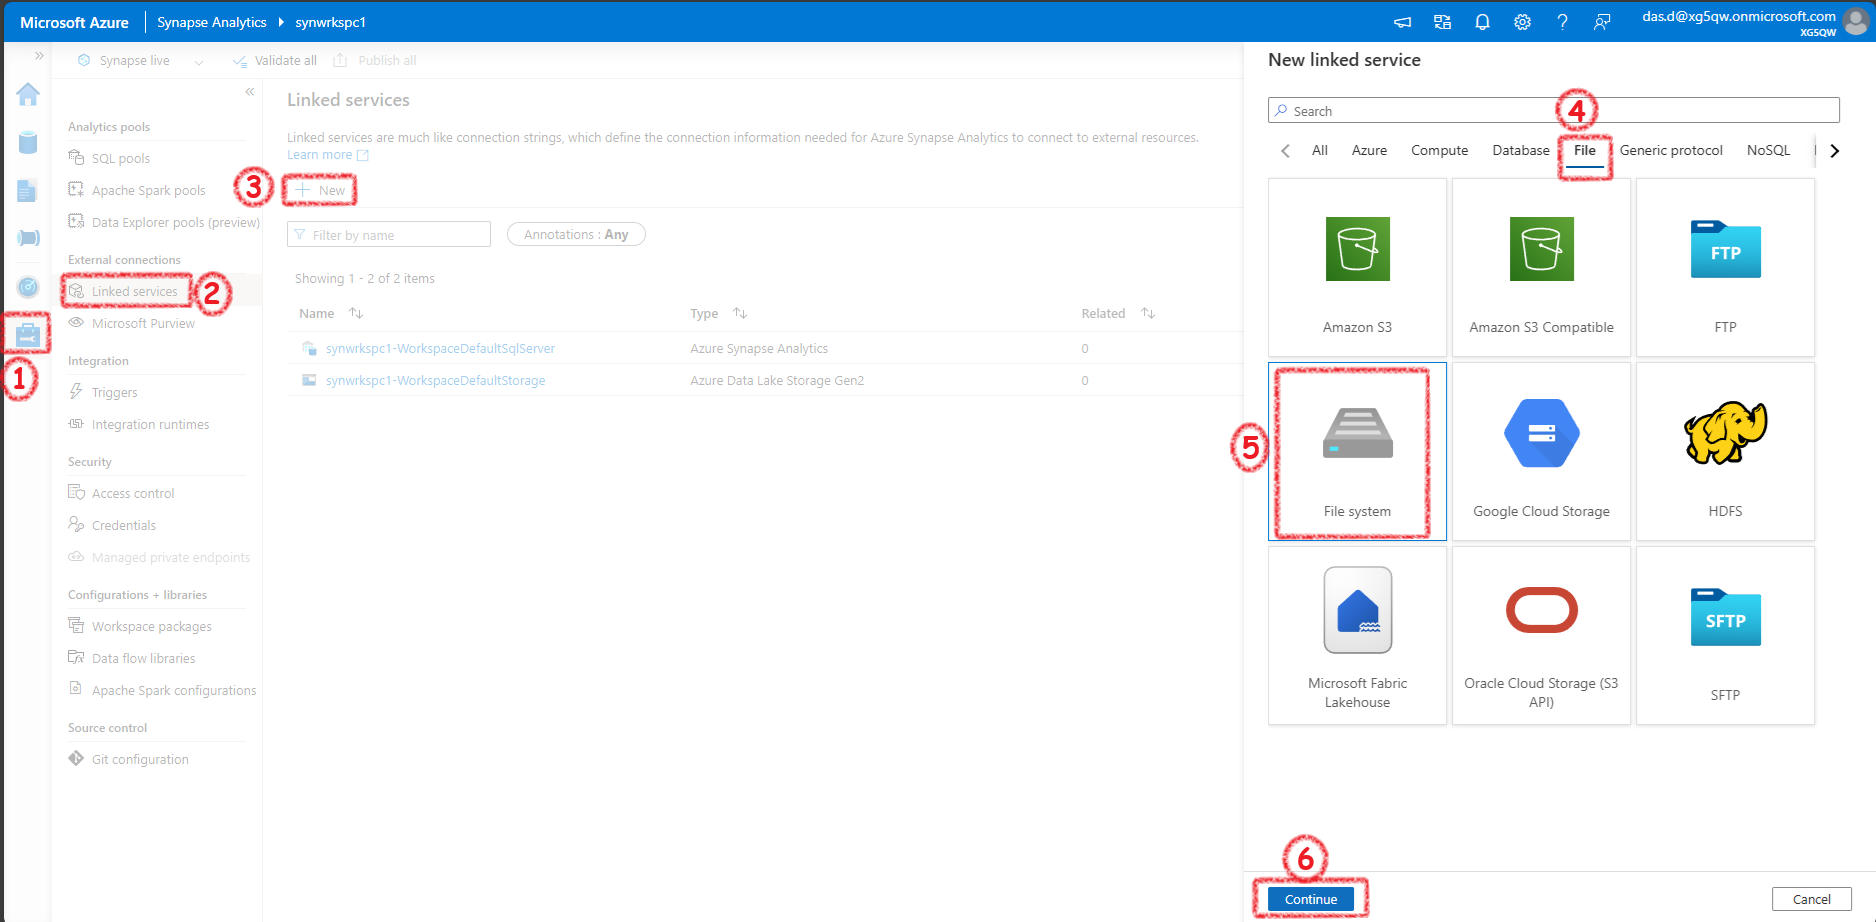 Microsoft Azure
Synapse Analytics
synwrkspc1
das.d@xg5qw.onmicrosoft.com
XG5QW
Synapse live
Validate all
Publish all
Analytics pools
SQL pools
Apache Spark pools
Data Explorer pools (preview)
External connections
Linked services
2
Microsoft Purview
1
Integration
Triggers
Integration runtimes
Security
Access control
Credentials
Managed private endpoints
Configurations + libraries
Workspace packages
Data flow libraries
Apache Spark configurations
Source control
Git configuration
Linked services
Linked services are much like connection strings, which define the connection information needed for Azure Synapse Analytics to connect to external resources.
Learn more
3
+ New
Filter by name
Annotations : Any
Showing 1 - 2 of 2 items
Name
Type
Related
synwrkspc1-WorkspaceDefaultSqlServer
Azure Synapse Analytics
0
synwrkspc1-WorkspaceDefaultStorage
Azure Data Lake Storage Gen2
0
New linked service
Search
4
All
Azure
Compute
Database
File
Generic protocol
NoSQL
Amazon S3
Amazon S3 Compatible
FTP
FTP
5
File system
Google Cloud Storage
HDFS
Microsoft Fabric
Lakehouse
Oracle Cloud Storage (S3
API)
SFTP
SFTP
6
Continue
Cancel